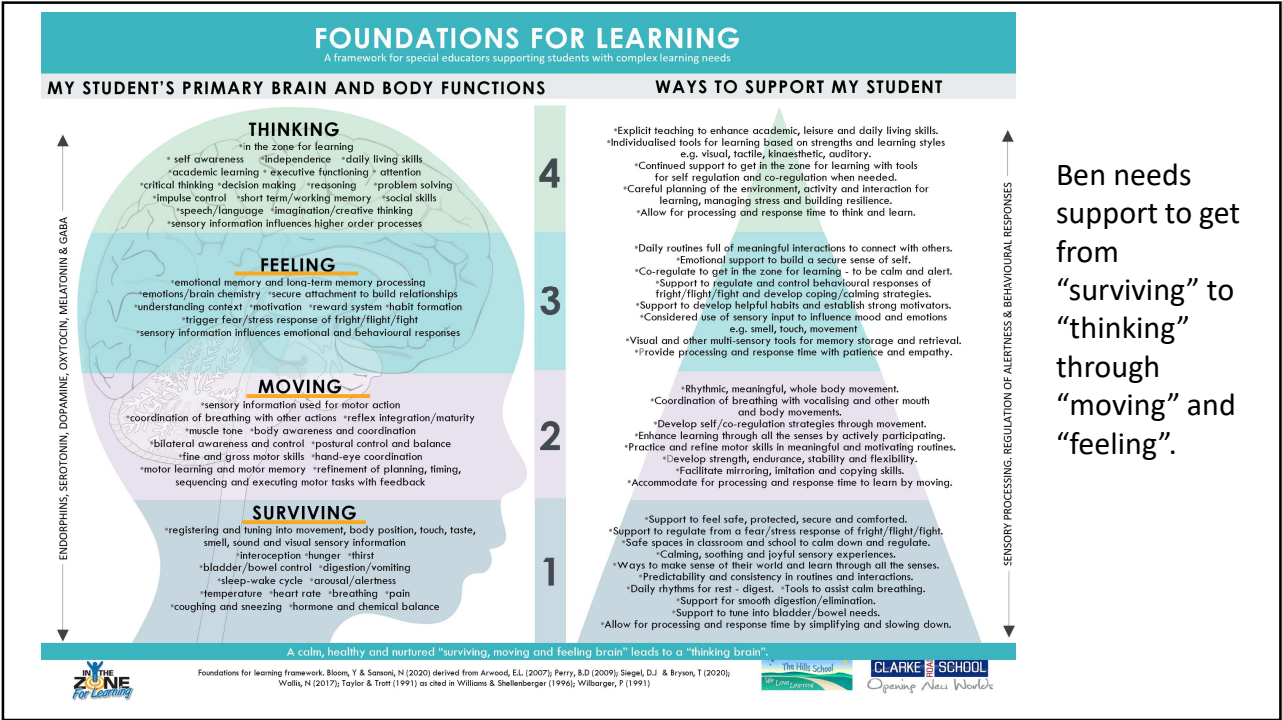 FOUNDATIONS FOR LEARNING
A framework for special educators supporting students with complex learning needs
MY STUDENT'S PRIMARY BRAIN AND BODY FUNCTIONS
WAYS TO SUPPORT MY STUDENT
ENDORPHINS, SEROTONIN, DOPAMINE, OXYTOCIN, MELATONIN & GABA
THINKING
*in the zone for learning
* self awareness *independence *daily living skills
*academic learning * executive functioning * attention
*critical thinking *decision making *reasoning *problem solving
*impulse control *short term/working memory *social skills
*speech/language *imagination/creative thinking
*sensory information influences higher order processes
4
*Explicit teaching to enhance academic, leisure and daily living skills.
*Individualised tools for learning based on strengths and learning styles
e.g. visual, tactile, kinaesthetic, auditory.
*Continued support to get in the zone for learning with tools
for self regulation and co-regulation when needed.
*Careful planning of the environment, activity and interaction for
learning, managing stress and building resilience.
*Allow for processing and response time to think and learn.
FEELING
*emotional memory and long-term memory processing
*emotions/brain chemistry *secure attachment to build relationships
*understanding context *motivation *reward system *habit formation
*trigger fear/stress response of fright/flight/fight
*sensory information influences emotional and behavioural responses
3
*Daily routines full of meaningful interactions to connect with others.
*Emotional support to build a secure sense of self.
*Co-regulate to get in the zone for learning - to be calm and alert.
*Support to regulate and control behavioural responses of
fright/flight/fight and develop coping/calming strategies.
*Support to develop helpful habits and establish strong motivators.
*Considered use of sensory input to influence mood and emotions
e.g. smell, touch, movement
*Visual and other multi-sensory tools for memory storage and retrieval.
*Provide processing and response time with patience and empathy.
MOVING
*sensory information used for motor action
*coordination of breathing with other actions *reflex integration/maturity
*muscle tone *body awareness and coordination
*bilateral awareness and control *postural control and balance
*fine and gross motor skills *hand-eye coordination
*motor learning and motor memory *refinement of planning, timing,
sequencing and executing motor tasks with feedback
2
*Rhythmic, meaningful, whole body movement.
*Coordination of breathing with vocalising and other mouth
and body movements.
*Develop self/co-regulation strategies through movement.
*Enhance learning through all the senses by actively participating.
*Practice and refine motor skills in meaningful and motivating routines.
*Develop strength, endurance, stability and flexibility.
*Facilitate mirroring, imitation and copying skills.
*Accommodate for processing and response time to learn by moving.
SURVIVING
*registering and tuning into movement, body position, touch, taste,
smell, sound and visual sensory information
*interoception *hunger *thirst
*bladder/bowel control *digestion/vomiting
*sleep-wake cycle *arousal/alertness
*temperature *heart rate *breathing *pain
*coughing and sneezing *hormone and chemical balance
1
*Support to feel safe, protected, secure and comforted.
*Support to regulate from a fear/stress response of fright/flight/fight.
*Safe spaces in classroom and school to calm down and regulate.
*Calming, soothing and joyful sensory experiences.
*Ways to make sense of their world and learn through all the senses.
*Predictability and consistency in routines and interactions.
*Daily rhythms for rest - digest. *Tools to assist calm breathing.
*Support for smooth digestion/elimination.
*Support to tune into bladder/bowel needs.
*Allow for processing and response time by simplifying and slowing down.
SENSORY PROCESSING. REGULATION OF ALERTNESS & BEHAVIOURAL RESPONSES
A calm, healthy and nurtured "surviving, moving and feeling brain" leads to a "thinking brain".
IN THE
ZONE
For Learning
Foundations for learning framework. Bloom, Y & Sansoni, N (2020) derived from Arwood, E.L. (2007); Perry, B.D (2009); Siegel, D.J & Bryson, T (2020);
Wallis, N (2017); Taylor & Trott (1991) as cited in Williams & Shellenberger (1996); Wilbarger, P (1991)
The Hills School
Life Love Learning
CLARKE ROAD SCHOOL
Opening New Worlds
Ben needs
support to get
from
“surviving” to
“thinking”
through
“moving” and
“feeling”.